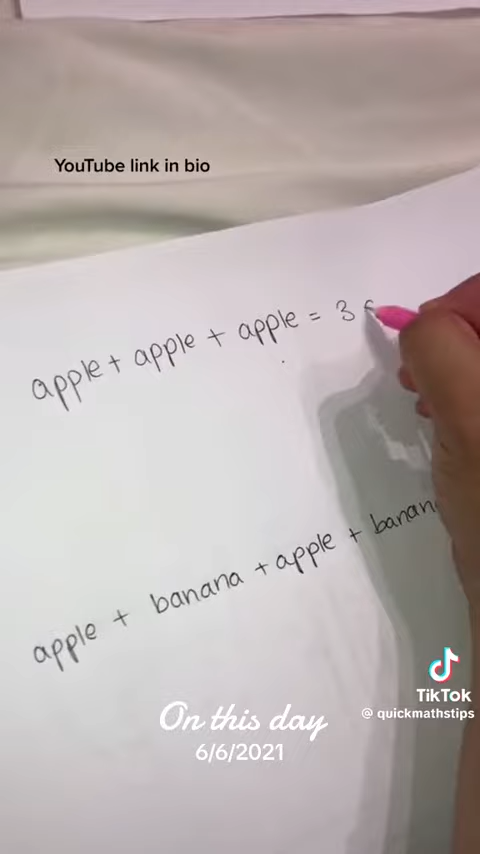 YouTube link in bio
apple + apple + apple = 3
apple + banana + apple + banan
On this day
6/6/2021
TikTok
@ quickmathstips